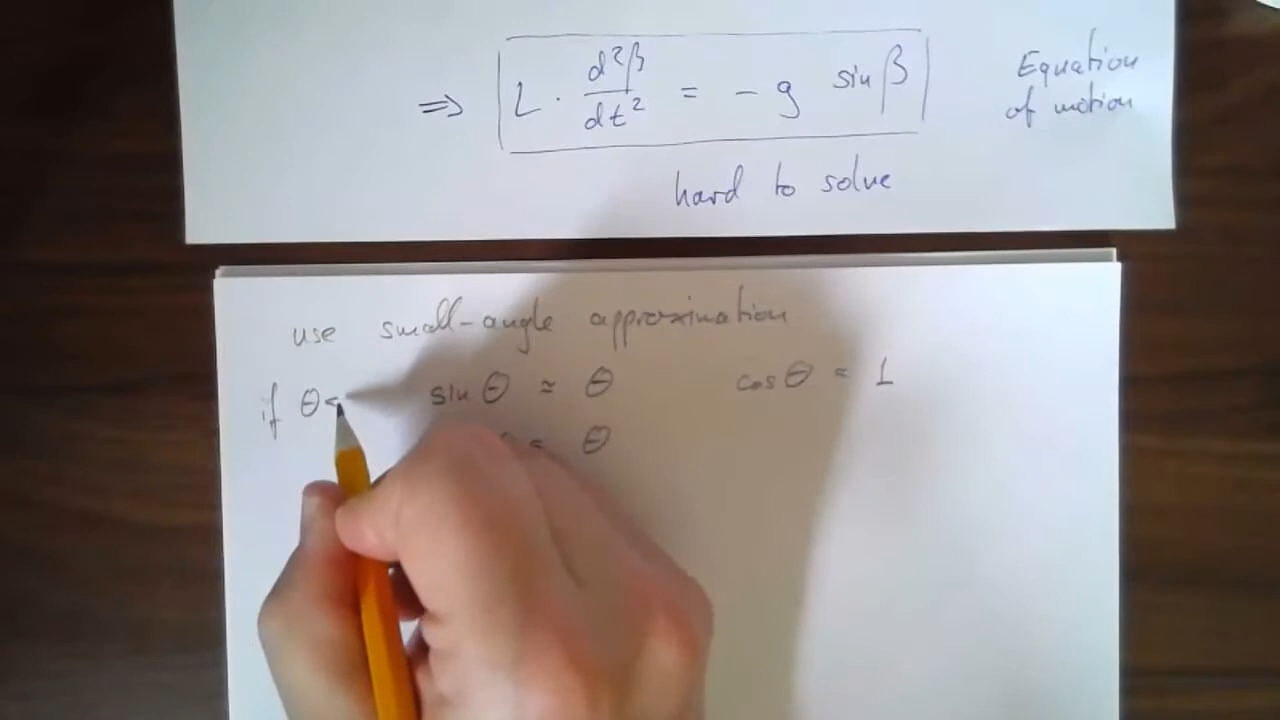 ⇒ L · d²β/dt² = - g sin β
Equation
of motion
hard to solve
use small-angle approximation
if Θ< sin Θ ≈ Θ cos Θ ≈ 1
≈ Θ